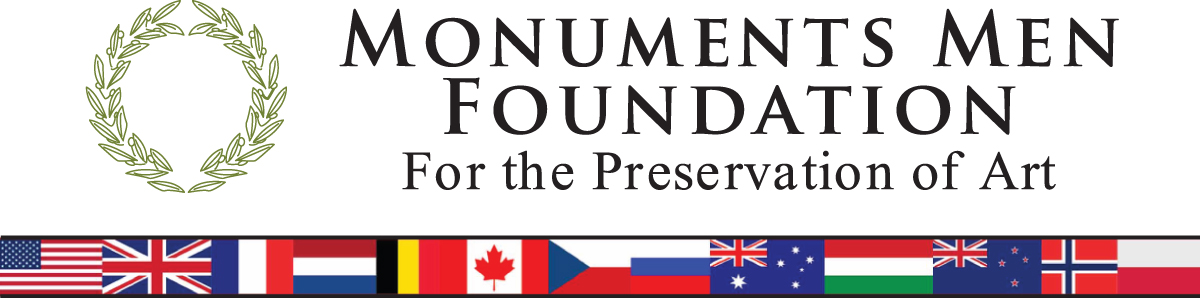 MONUMENTS MEN
FOUNDATION
For the Preservation of Art